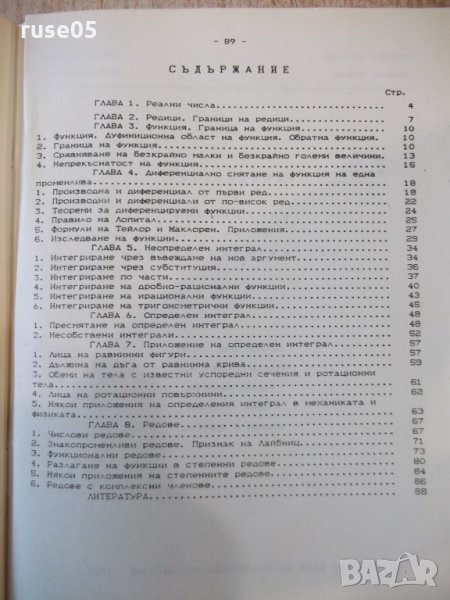 ruse05
- 89 -
СЪДЪРЖАНИЕ
Стр.
ГЛАВА 1. Реални числа.................... 4
ГЛАВА 2. Редици. Граници на редици....... 7
ГЛАВА 3. Функция. Граница на функция..... 10
1. Функция. Дуфиниционна област на функция. Обратна функция. 10
2. Граница на функция........................ 10
3. Срявняване на безкрайно малки и безкрайно големи величини. 13
4. Непрекъснатост на функция................. 15
ГЛАВА 4. Диференциално смятане на функция на една
променлива................................... 18
1. Производна и диференциал от първи ред..... 18
2. Производни и диференциали от по-висок ред. 22
3. Теореми за диференцируеми функции......... 24
4. Правило на Лопитал........................ 25
5. Формули на Тейлор и Маклорен. Приложения.. 27
6. Изследване на функции..................... 29
ГЛАВА 5. Неопределен интеграл............ 34
1. Интегриране чрез въвеждане на нов аргумент. 34
2. Интегриране чрез субституция.............. 36
3. Интегриране по части...................... 37
4. Интегриране на дробно-рационални функции.. 40
5. Интегриране на ирационални функции........ 43
6. Интегриране на тригонометрични функции.... 45
ГЛАВА 6. Определен интеграл.............. 48
1. Пресмятане на определен интеграл.......... 48
2. Несобствени интеграли..................... 52
ГЛАВА 7. Приложение на определен интеграл. 57
1. Лица на равнинни фигури................... 57
2. Дължина на дъга от равнинна крива......... 59
3. Обеми на тела с известни успоредни сечения и ротационни
тела......................................... 61
4. Лица на ротационни повърхнини............. 62
5. Някои приложения на определения интеграл в механиката и
физиката..................................... 63
ГЛАВА 8. Редове.......................... 67
1. Числови редове............................ 67
2. Знакопроменливи редове. Признак на Лайбниц. 71
3. Функционални редове....................... 73
4. Разлагане на функции в степенни редове.... 80
5. Някои приложения на степенните редове..... 84
6. Редове с комплексни членове............... 86
ЛИТЕРАТУРА............................... 88
BAZAR
bg